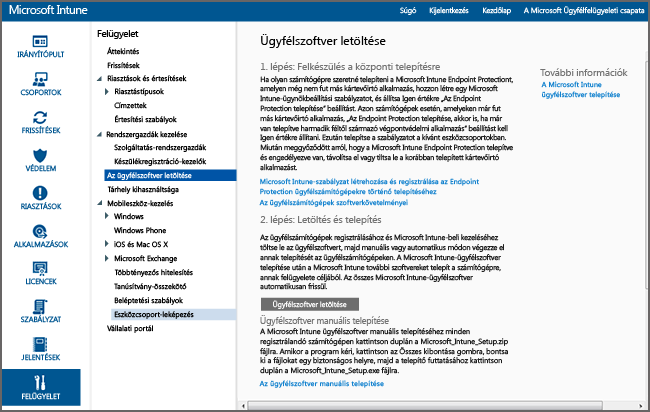 Microsoft Intune
Súgó
Kijelentkezés
Kezdőlap
A Microsoft Ügyfélfelügyeleti csapata
IRÁNYÍTÓPULT
CSOPORTOK
FRISSÍTÉSEK
VÉDELEM
RIASZTÁSOK
ALKALMAZÁSOK
LICENCEK
SZABÁLYZAT
JELENTÉSEK
FELÜGYELET
Felügyelet
Áttekintés
Frissítések
Riasztások és értesítések
Riasztástípusok
Címzettek
Értesítési szabályok
Rendszergazdák kezelése
Szolgáltatás-rendszergazdák
Készülékregisztráció-kezelők
Az ügyfélszoftver letöltése
Tárhely kihasználtsága
Mobileszköz-kezelés
Windows
Windows Phone
iOS és Mac OS X
Microsoft Exchange
Többtényezős hitelesítés
Tanúsítvány-összekötő
Beléptetési szabályok
Eszközcsoport-leképezés
Vállalati portál
Ügyfélszoftver letöltése
1. lépés: Felkészülés a központi telepítésre
Ha olyan számítógépre szeretné telepíteni a Microsoft Intune Endpoint Protectiont,
amelyen még nem fut más kártevőirtó alkalmazás, hozzon létre egy Microsoft
Intune-ügynökbeállítási szabályzatot, és állítsa Igen értékre „Az Endpoint
Protection telepítése” beállítást. Azon számítógépek esetén, amelyeken már fut
más kártevőirtó alkalmazás, „Az Endpoint telepítése, akkor is, ha már
van telepítve harmadik féltől származó végpontvédelmi alkalmazás” beállítást kell
Igen értékre állítani. Ezután telepítse a szabályzatot a kívánt eszközcsoportokban.
Miután meggyőződött arról, hogy a Microsoft Intune Endpoint Protection telepítve
és engedélyezve van, távolítsa el vagy tiltsa le a korábban telepített kártevőirtó
alkalmazást.
Microsoft Intune-szabályzat létrehozása és regisztrálása az Endpoint
Protection ügyfélszámítógépekre történő telepítéséhez
Az ügyfélszámítógépek szoftverkövetelményei
2. lépés: Letöltés és telepítés
Az ügyfélszámítógépek regisztrálásához és Microsoft Intune-beli kezeléséhez
töltse le az ügyfélszoftvert, majd manuális vagy automatikus módon végezze el
annak telepítését az ügyfélszámítógépeken. A Microsoft Intune-ügyfélszoftver
telepítése után a Microsoft Intune további szoftvereket telepít a számítógépre,
annak felügyelete céljából. Az összes Microsoft Intune-ügyfélszoftver
automatikusan frissül.
Ügyfélszoftver letöltése
Ügyfélszoftver manuális telepítése
A Microsoft Intune ügyfélszoftver manuális telepítéséhez minden
regisztrálandó számítógépen kattintson duplán a Microsoft_Intune_Setup.zip
fájlra. Amikor a program kéri, kattintson az Összes kibontása gombra, bontsa
ki a fájlokat egy biztonságos helyre, majd a telepítő futtatásához kattintson
duplán a Microsoft_Intune_Setup.exe fájlra.
Az ügyfélszoftver manuális telepítése
További információk
A Microsoft Intune
ügyfélszoftver telepítése